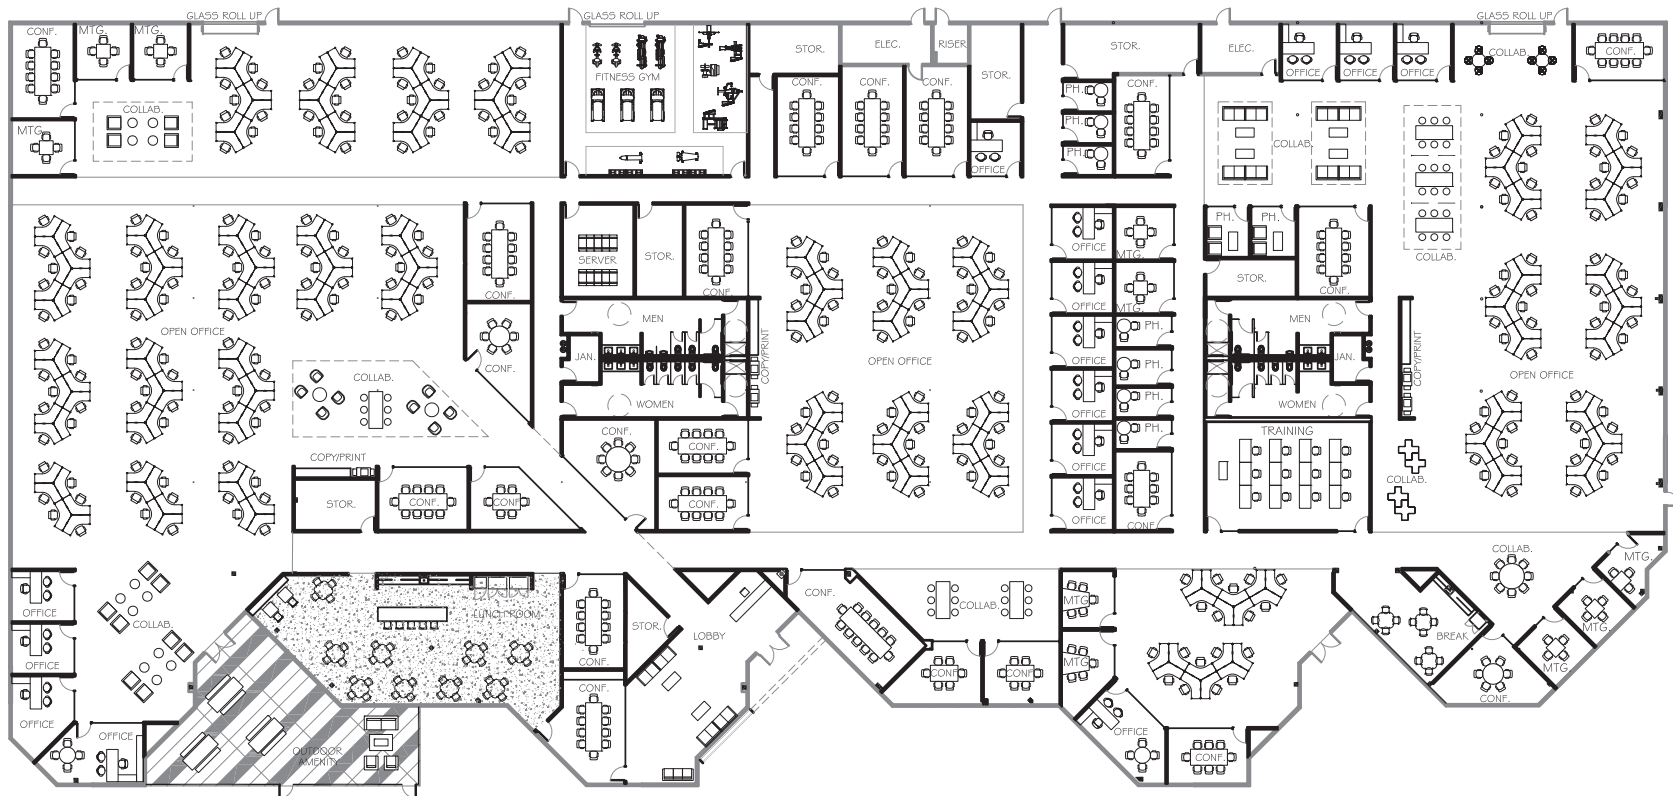 GLASS ROLL UP
GLASS ROLL UP
GLASS ROLL UP
CONF.
MTG.
MTG.
FITNESS GYM
STOR.
ELEC.
RISER
STOR.
STOR.
ELEC.
OFFICE
OFFICE
OFFICE
COLLAB.
CONF.
COLLAB.
MTG.
CONF.
CONF.
CONF.
OFFICE
PH.
PH.
PH.
CONF.
COLLAB.
COLLAB.
SERVER
STOR.
CONF.
CONF.
OFFICE
MTG.
PH.
PH.
STOR.
CONF.
OPEN OFFICE
CONF.
MEN
JAN.
WOMEN
COPY/PRINT
OPEN OFFICE
OFFICE
MTG.
OFFICE
PH.
PH.
OFFICE
PH.
PH.
OFFICE
OFFICE
CONF.
MEN
JAN.
WOMEN
COPY/PRINT
OPEN OFFICE
COLLAB.
COPY/PRINT
STOR.
CONF.
CONF.
CONF.
CONF.
CONF.
TRAINING
COLLAB.
OFFICE
OFFICE
OFFICE
OFFICE
COLLAB.
LUNCH ROOM
OUTDOOR
AMENITY
CONF.
CONF.
STOR.
LOBBY
CONF.
COLLAB.
CONF.
CONF.
MTG.
MTG.
OFFICE
CONF.
COLLAB.
BREAK
CONF.
MTG.
MTG.
MTG.